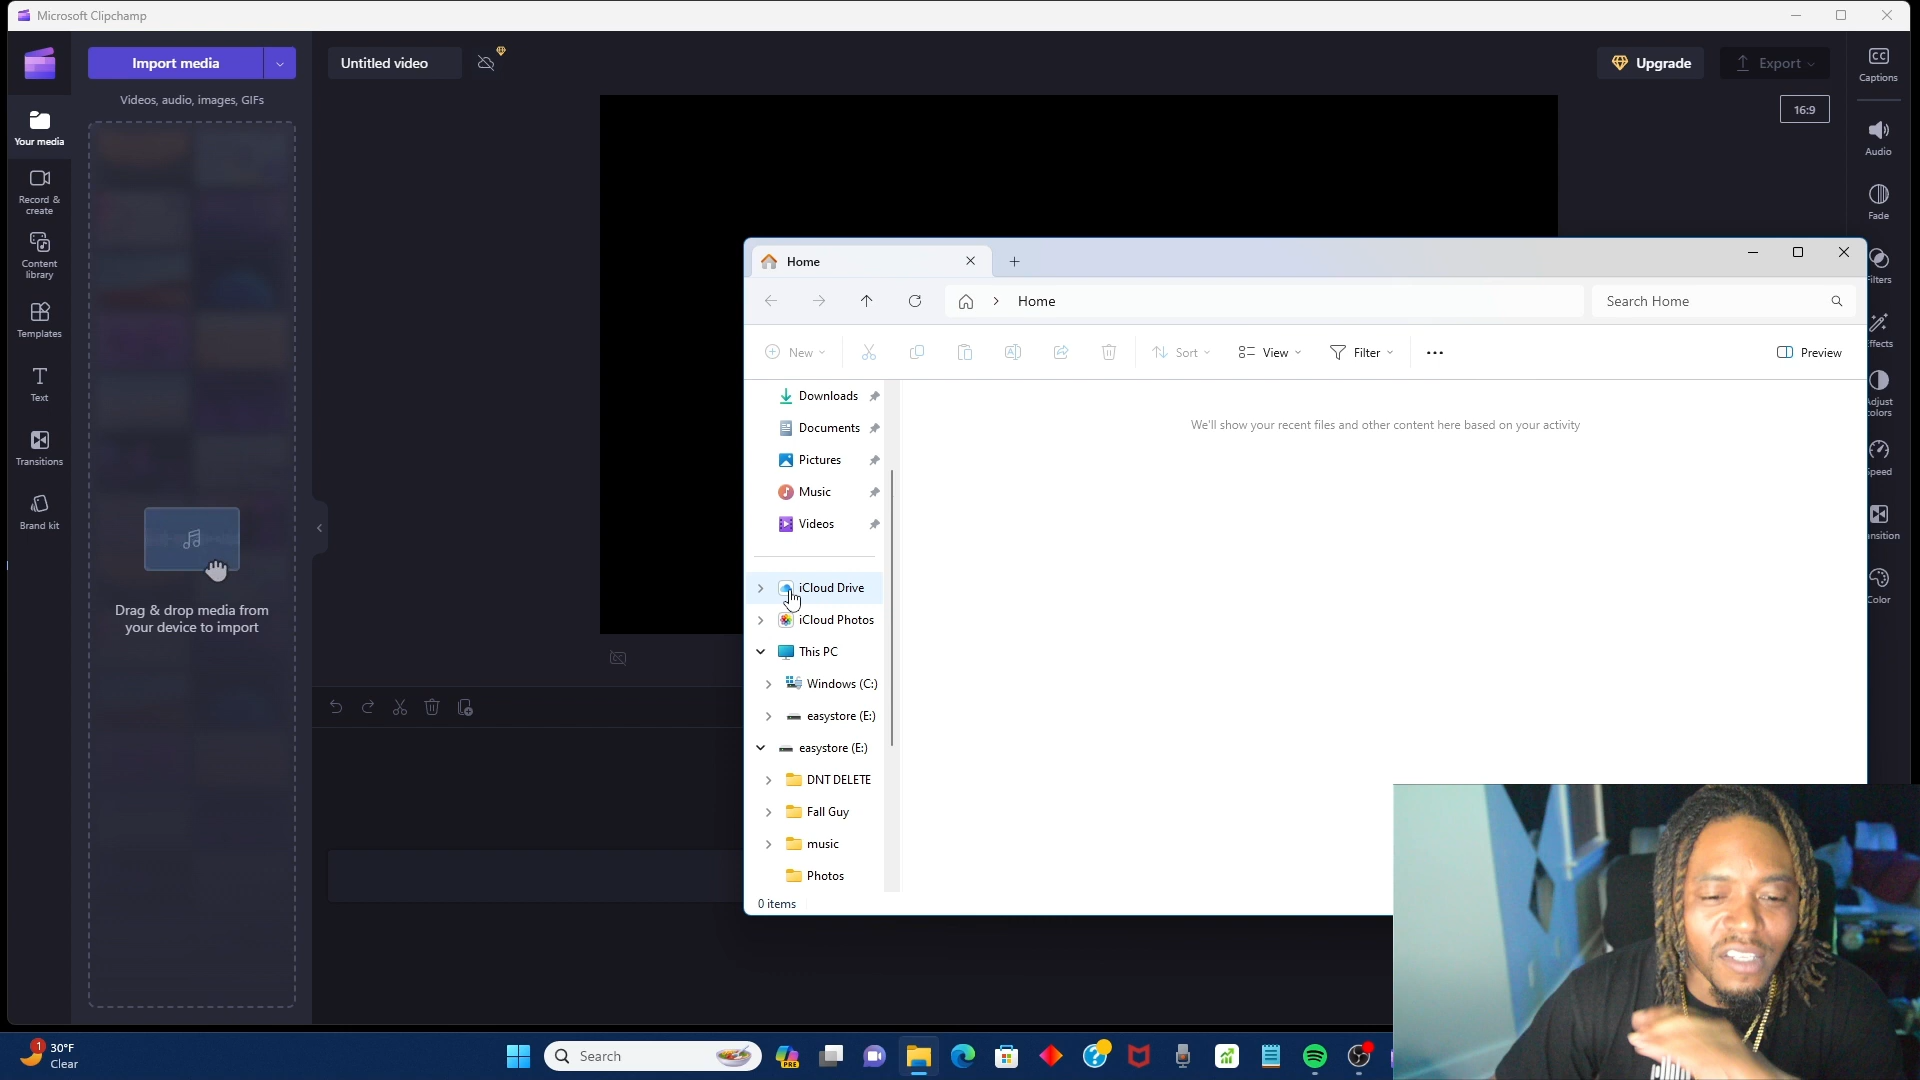 Microsoft Clipchamp
Import media
Untitled video
Upgrade
Export
Captions
Videos, audio, images, GIFs
16:9
Your media
Audio
Record &
create
Fade
Content
library
Home
Home
Search Home
New
Sort
View
Filter
Preview
Templates
Text
Transitions
Brand kit
Drag & drop media from
your device to import
Downloads
Documents
Pictures
Music
Videos
We'll show your recent files and other content here based on your activity
iCloud Drive
iCloud Photos
This PC
Windows (C:)
easystore (E:)
easystore (E:)
DNT DELETE
Fall Guy
music
Photos
0 items
Color
1
30°F
Clear
Search
PRE